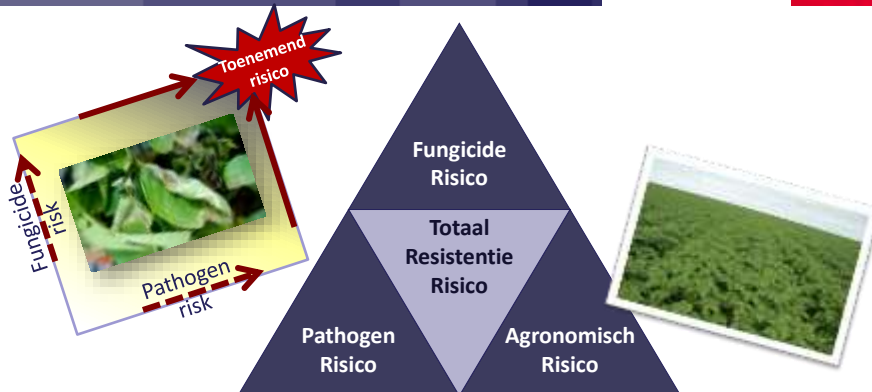 Toenemend
risico
Fungicide
risk
Pathogen
risk
Fungicide
Risico
Totaal
Resistentie
Risico
Pathogen
Risico
Agronomisch
Risico